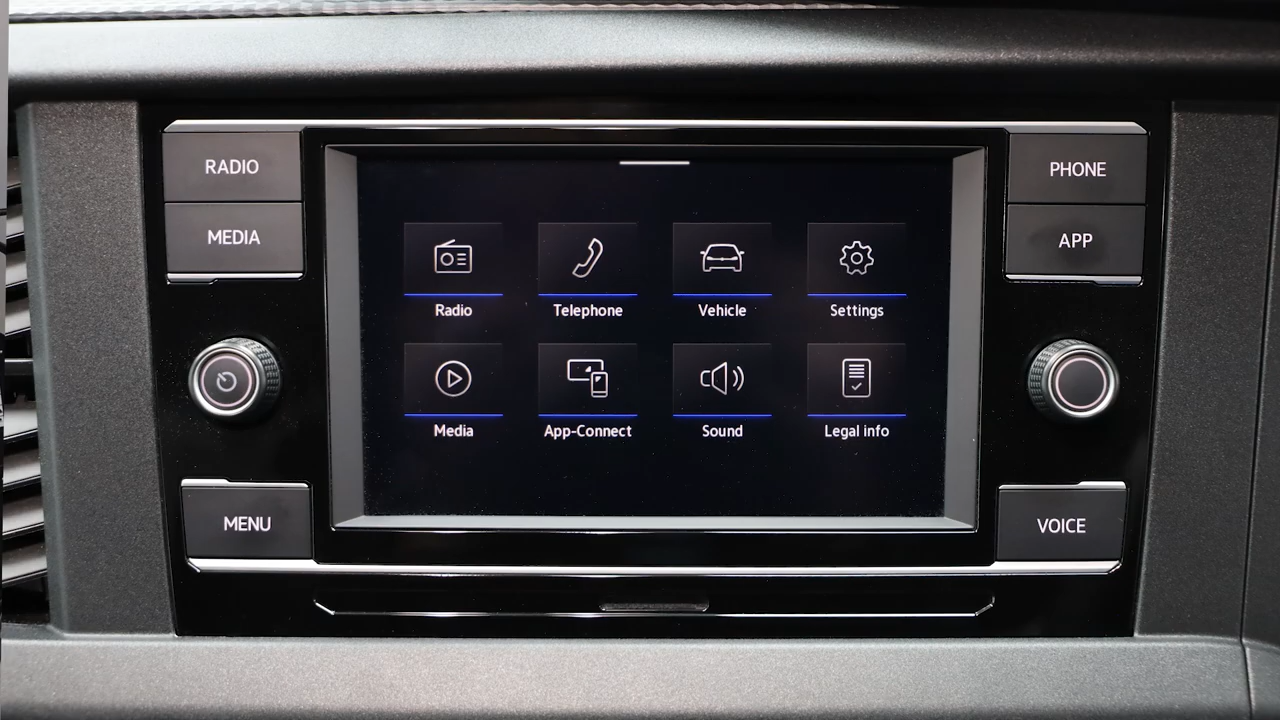 RADIO
PHONE
MEDIA
APP
Radio
Telephone
Vehicle
Settings
Media
App-Connect
Sound
Legal info
MENU
VOICE